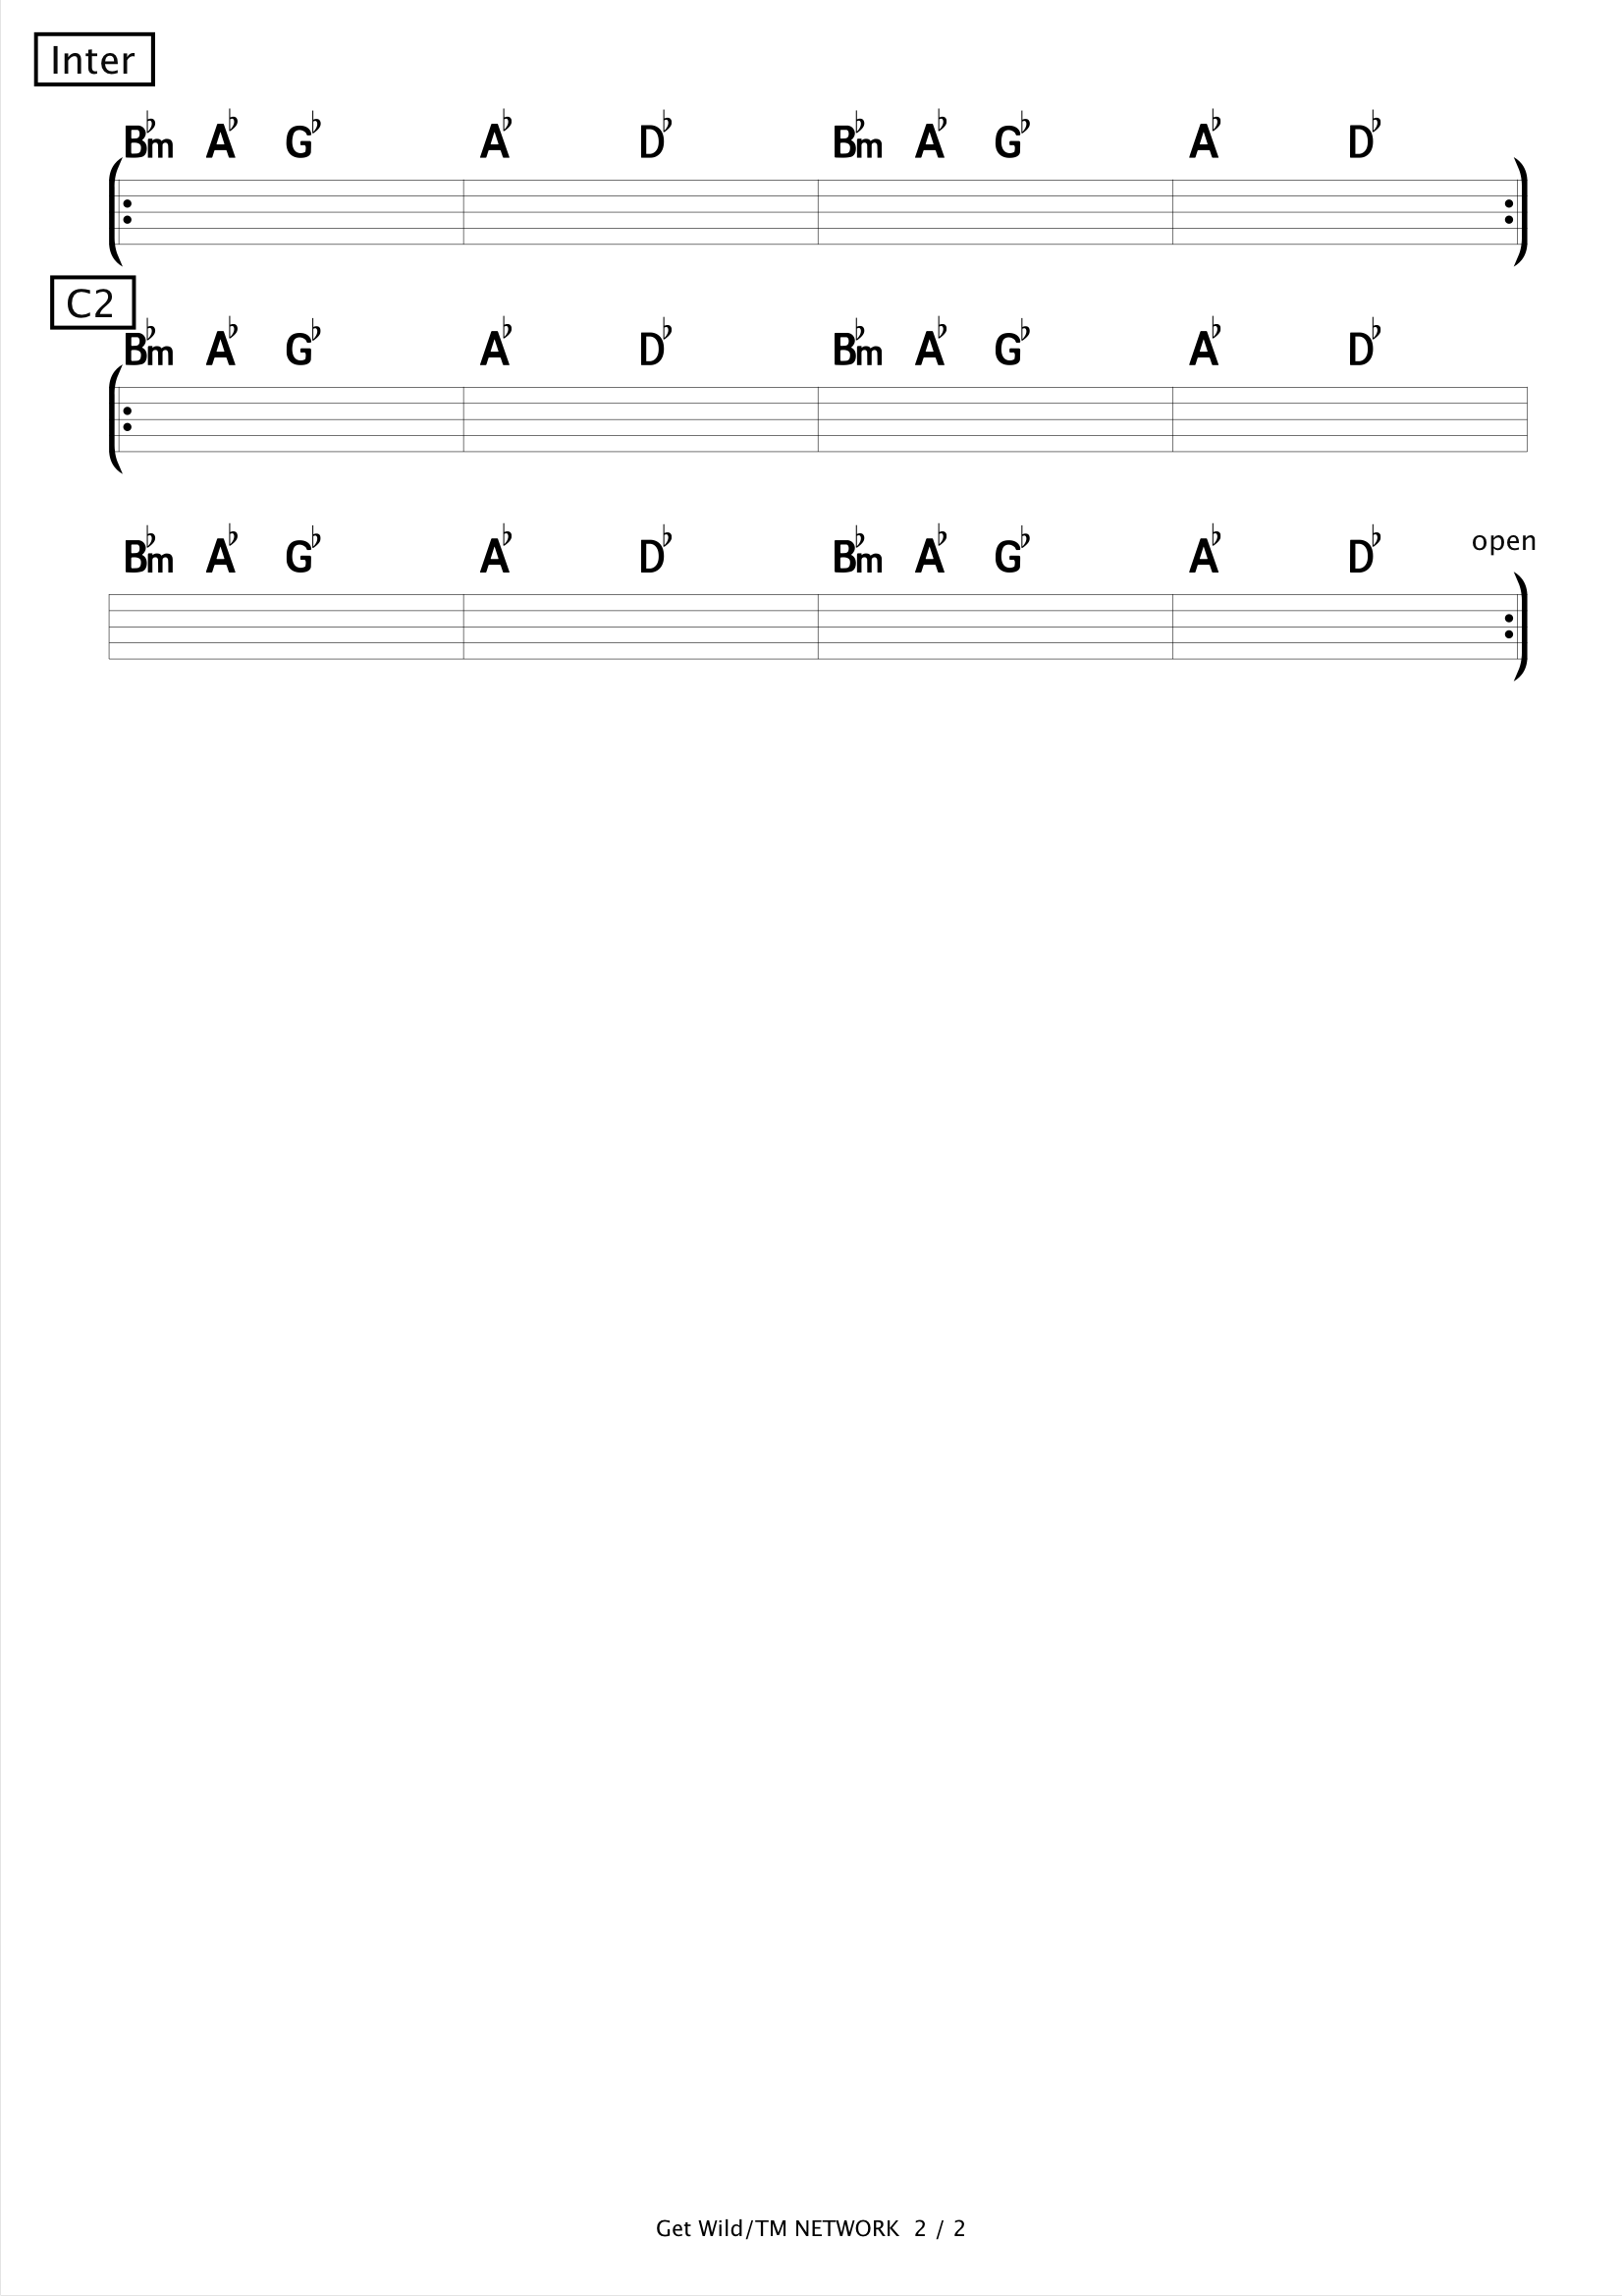 Inter
B♭m A♭ G♭ A♭ D♭ B♭m A♭ G♭ A♭ D♭
C2
B♭m A♭ G♭ A♭ D♭ B♭m A♭ G♭ A♭ D♭
B♭m A♭ G♭ A♭ D♭ B♭m A♭ G♭ A♭ D♭ open
Get Wild/TM NETWORK 2 / 2